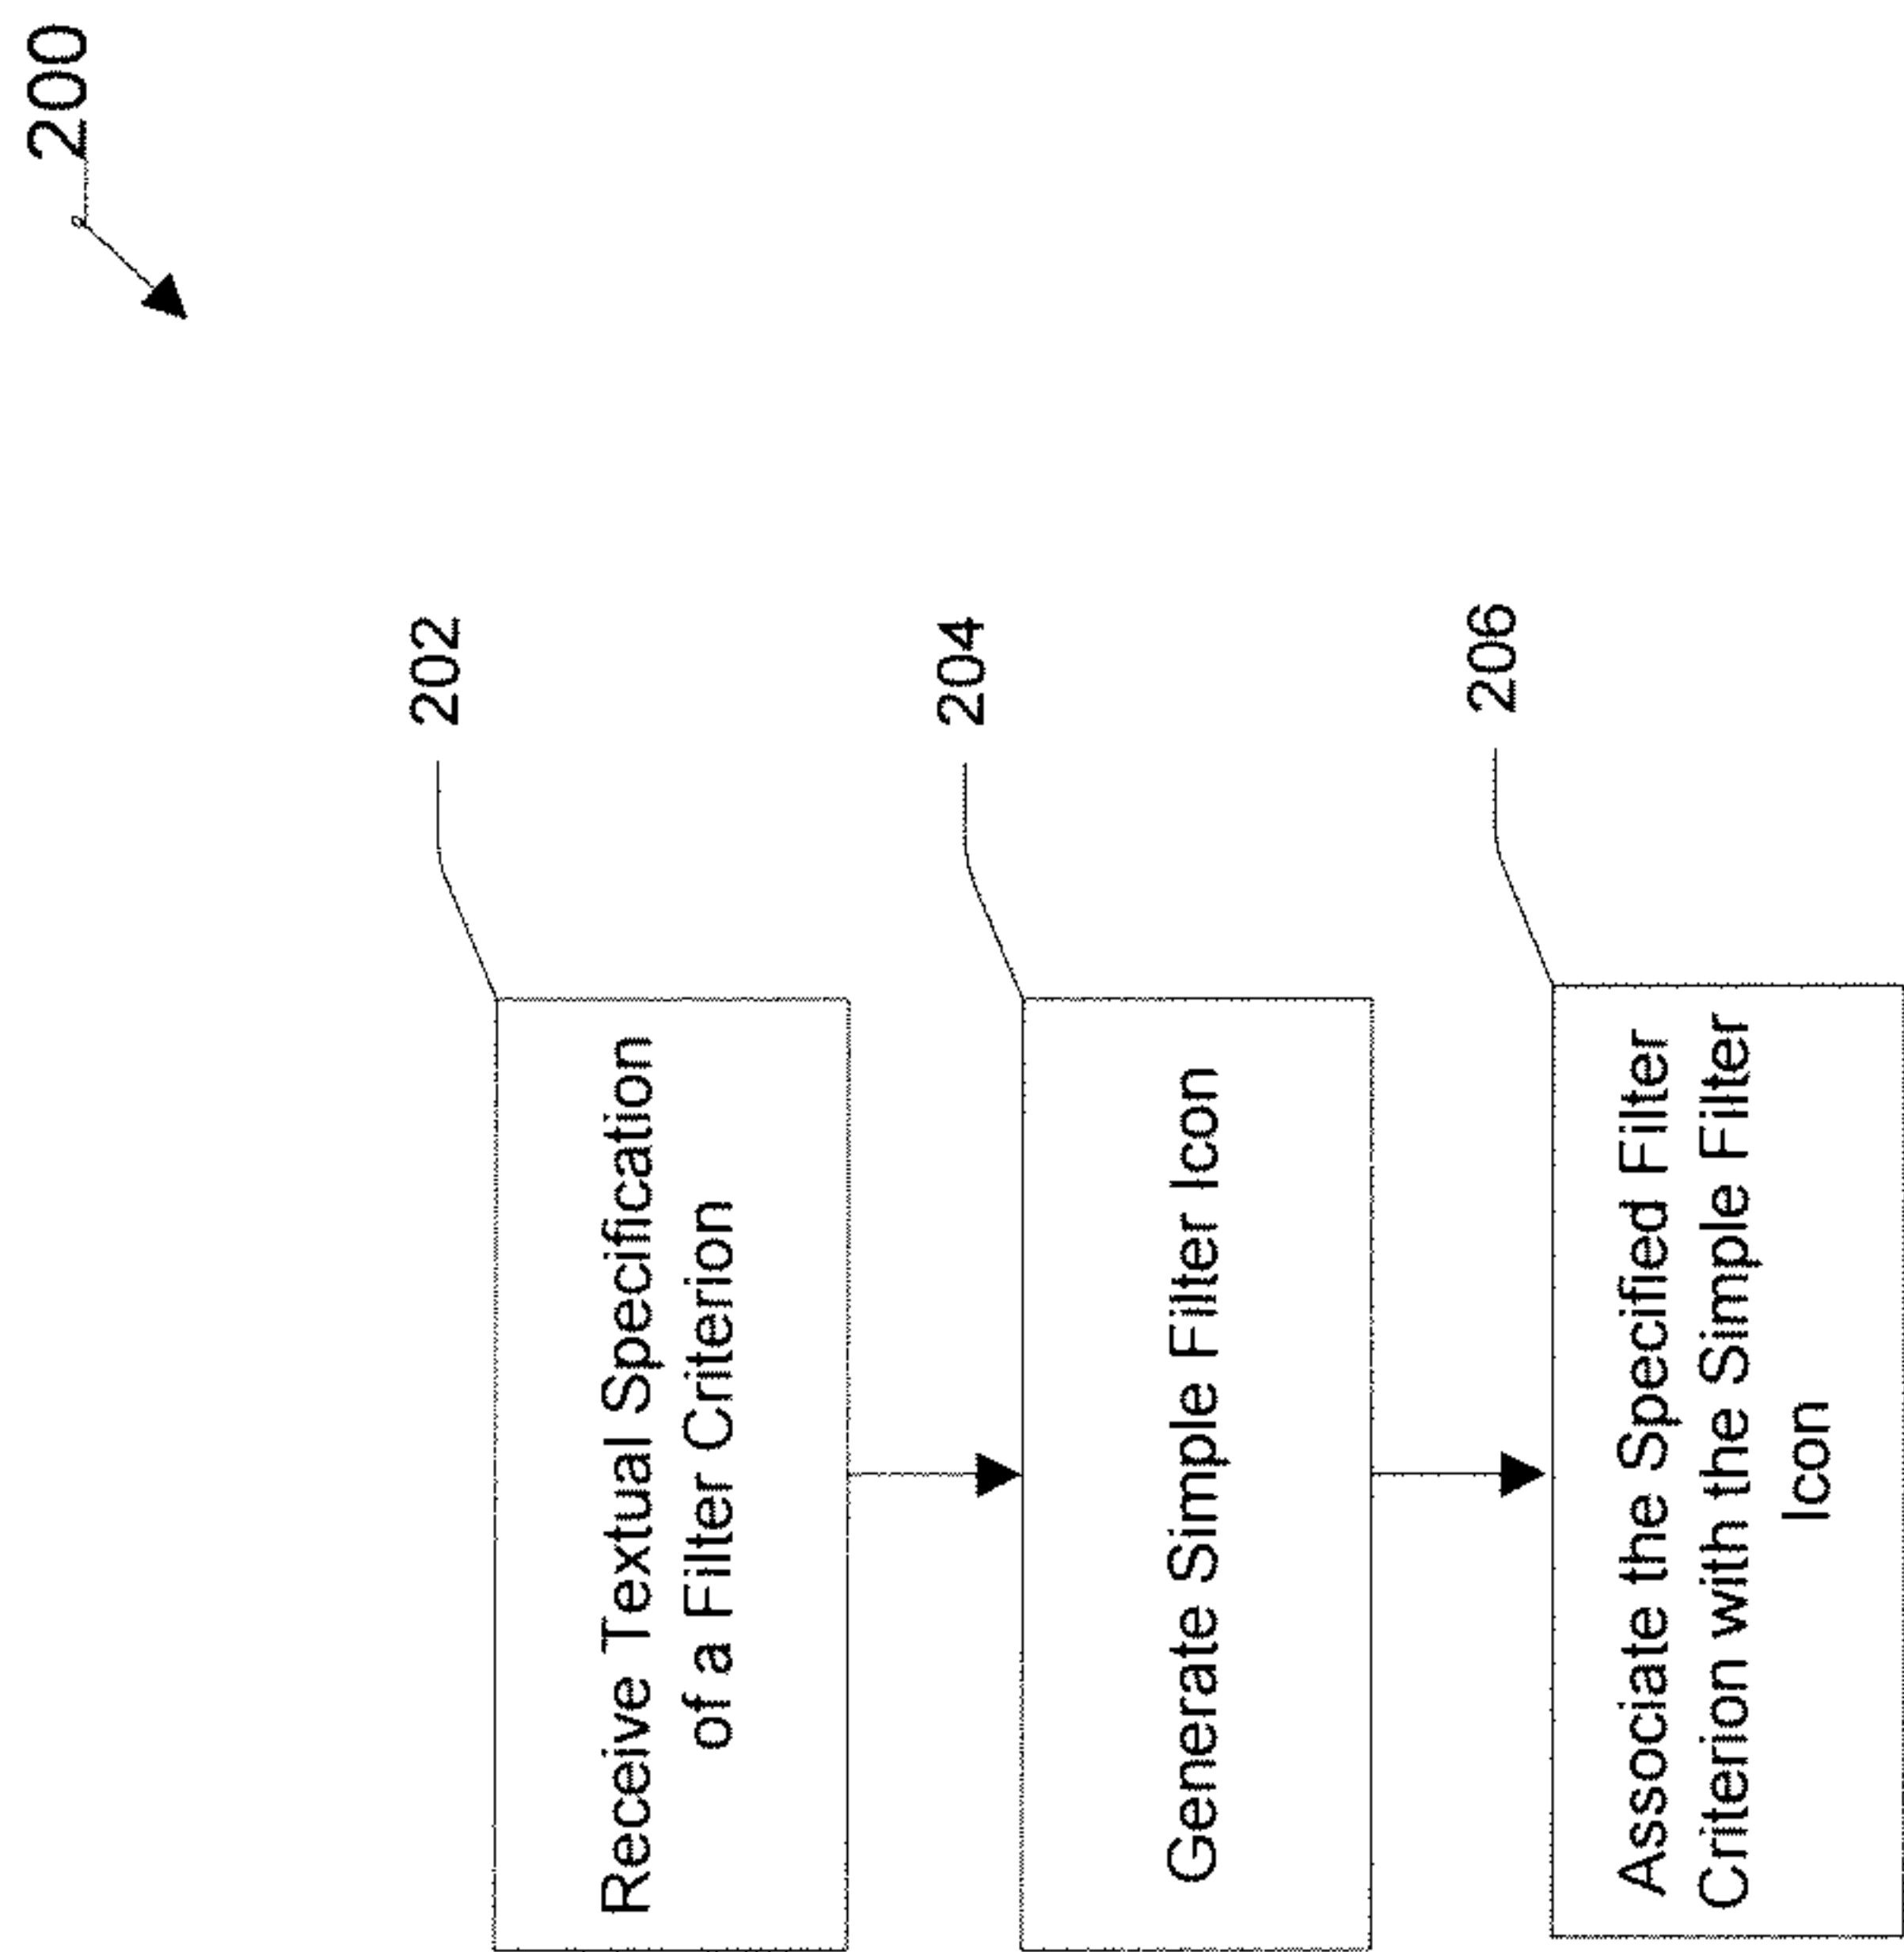 200
202
Receive Textual Specification
of a Filter Criterion
204
Generate Simple Filter Icon
206
Associate the Specified Filter
Criterion with the Simple Filter
Icon